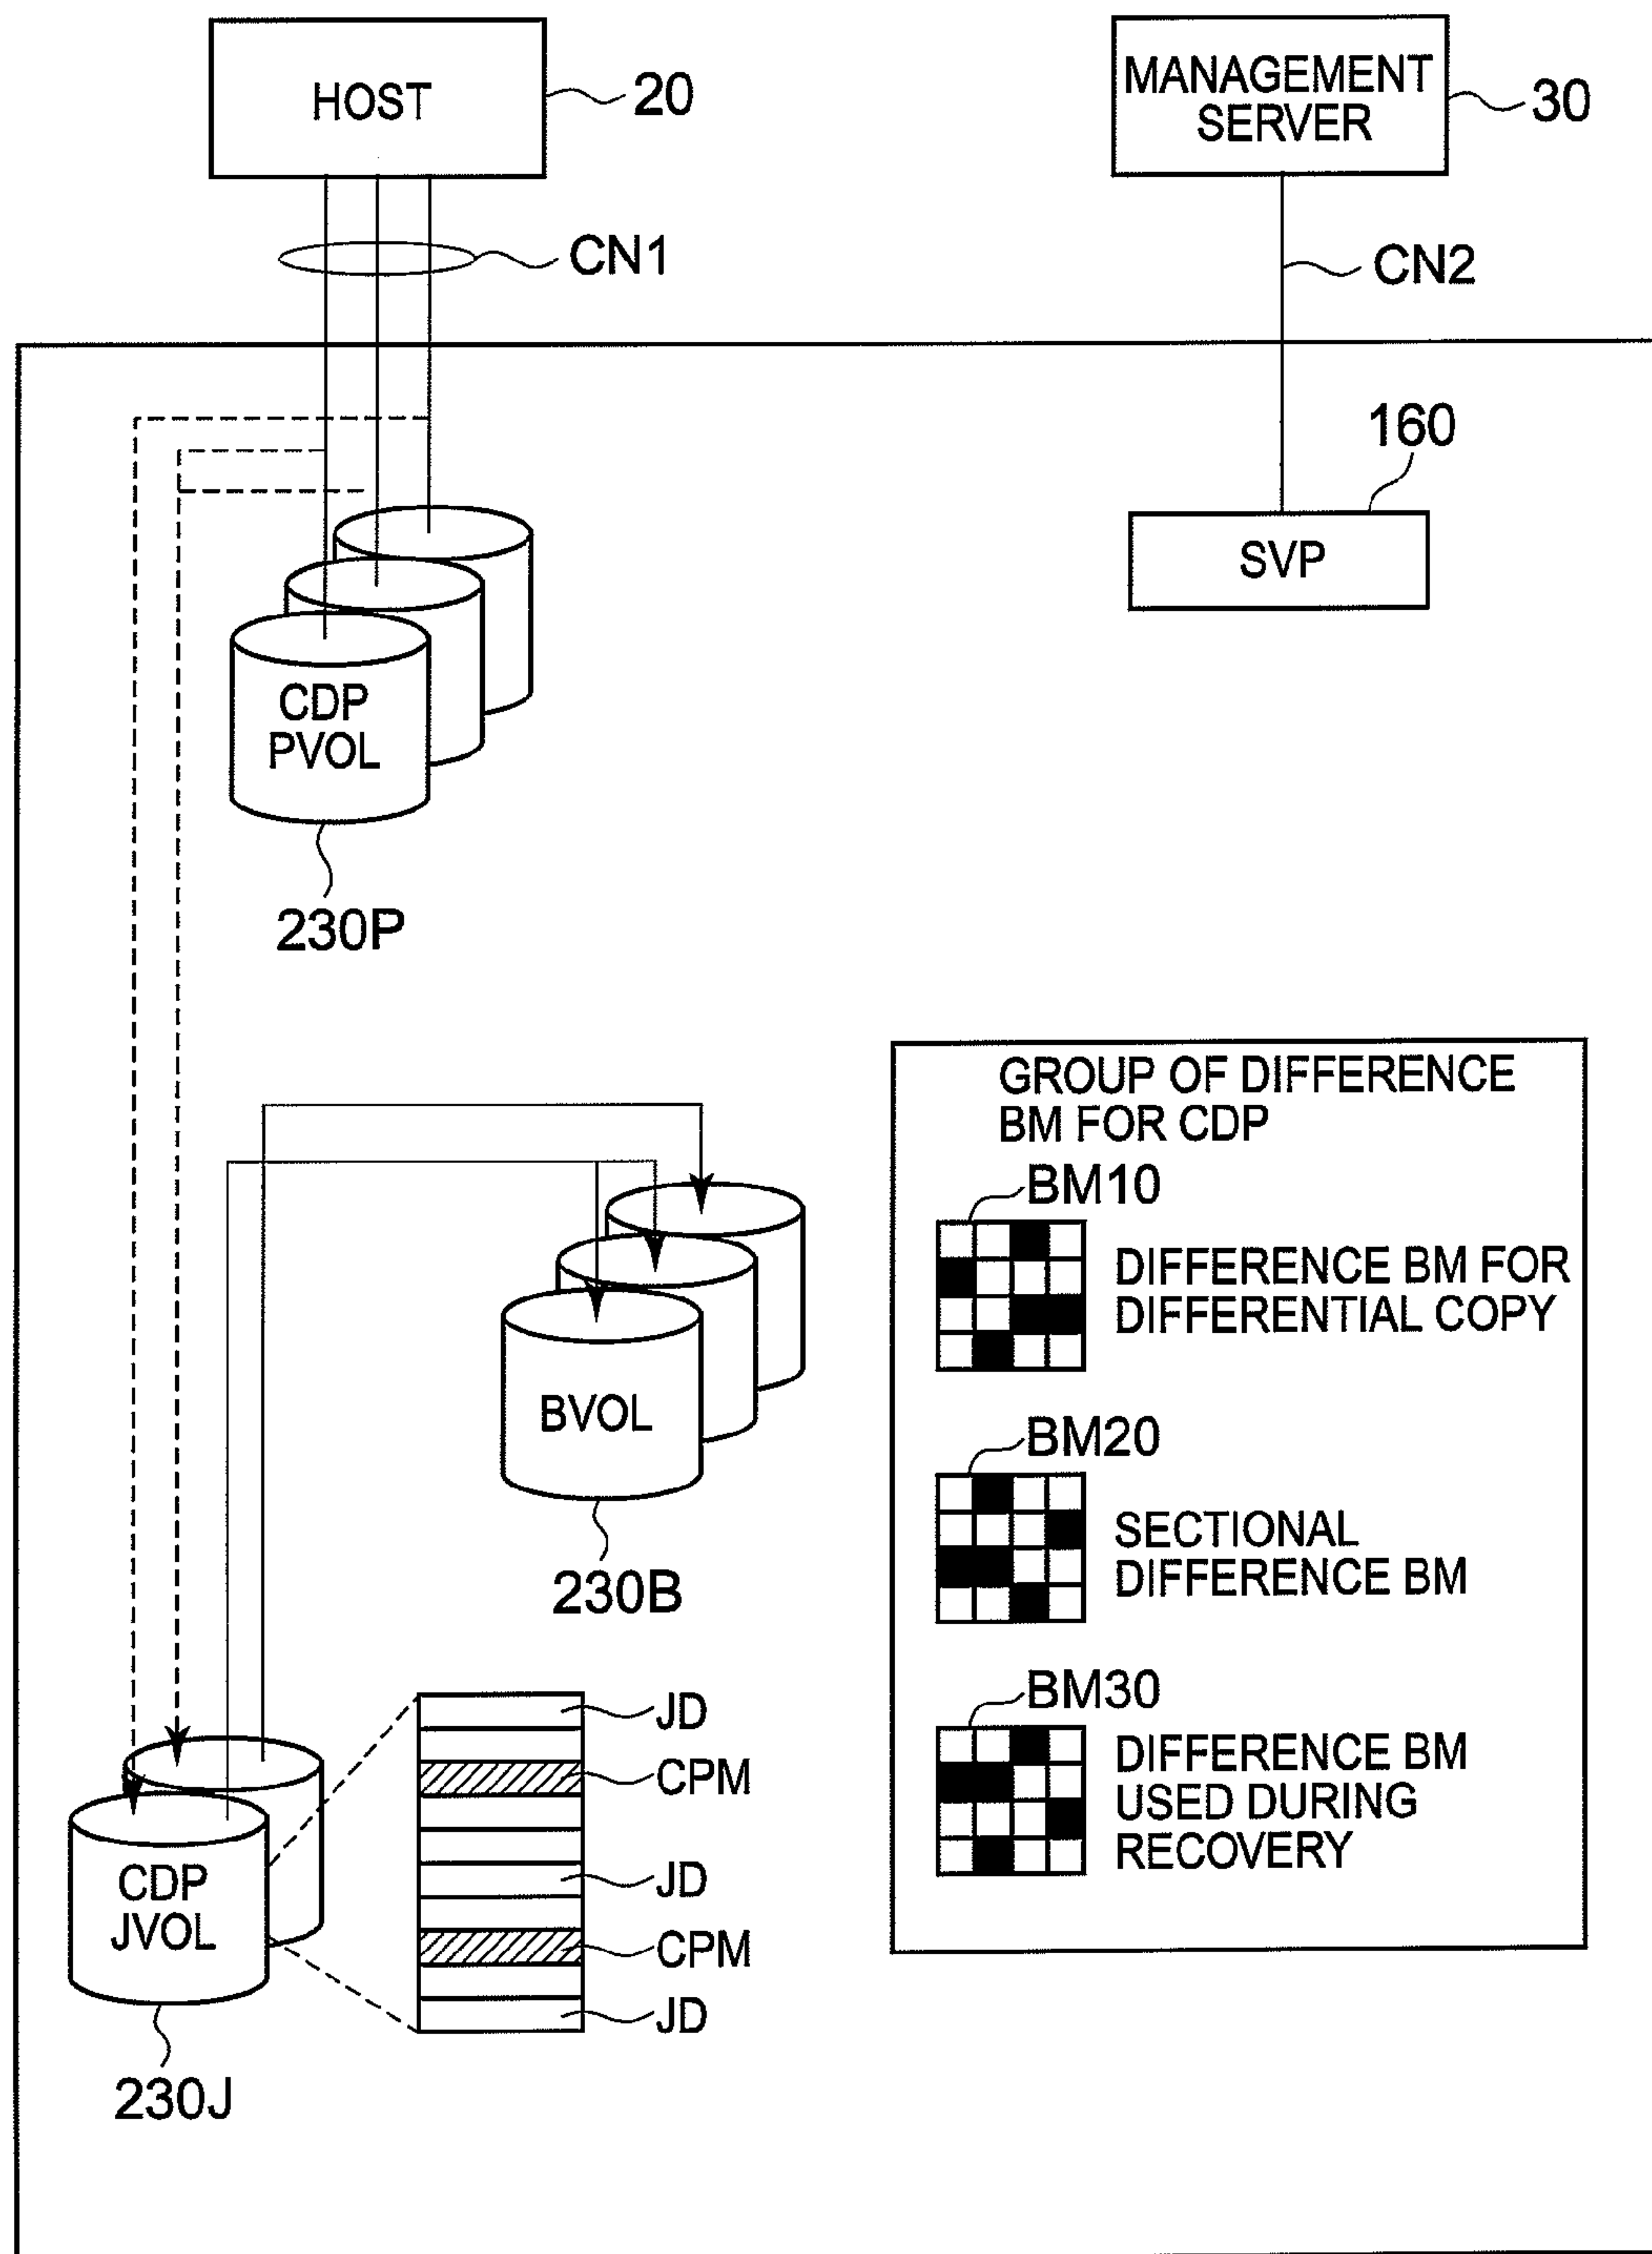 HOST
20
MANAGEMENT
SERVER
30
CN1
CN2
160
SVP
CDP
PVOL
230P
GROUP OF DIFFERENCE
BM FOR CDP
BM10
DIFFERENCE BM FOR
DIFFERENTIAL COPY
BVOL
230B
BM20
SECTIONAL
DIFFERENCE BM
BM30
DIFFERENCE BM
USED DURING
RECOVERY
JD
CPM
JD
CPM
JD
CDP
JVOL
230J